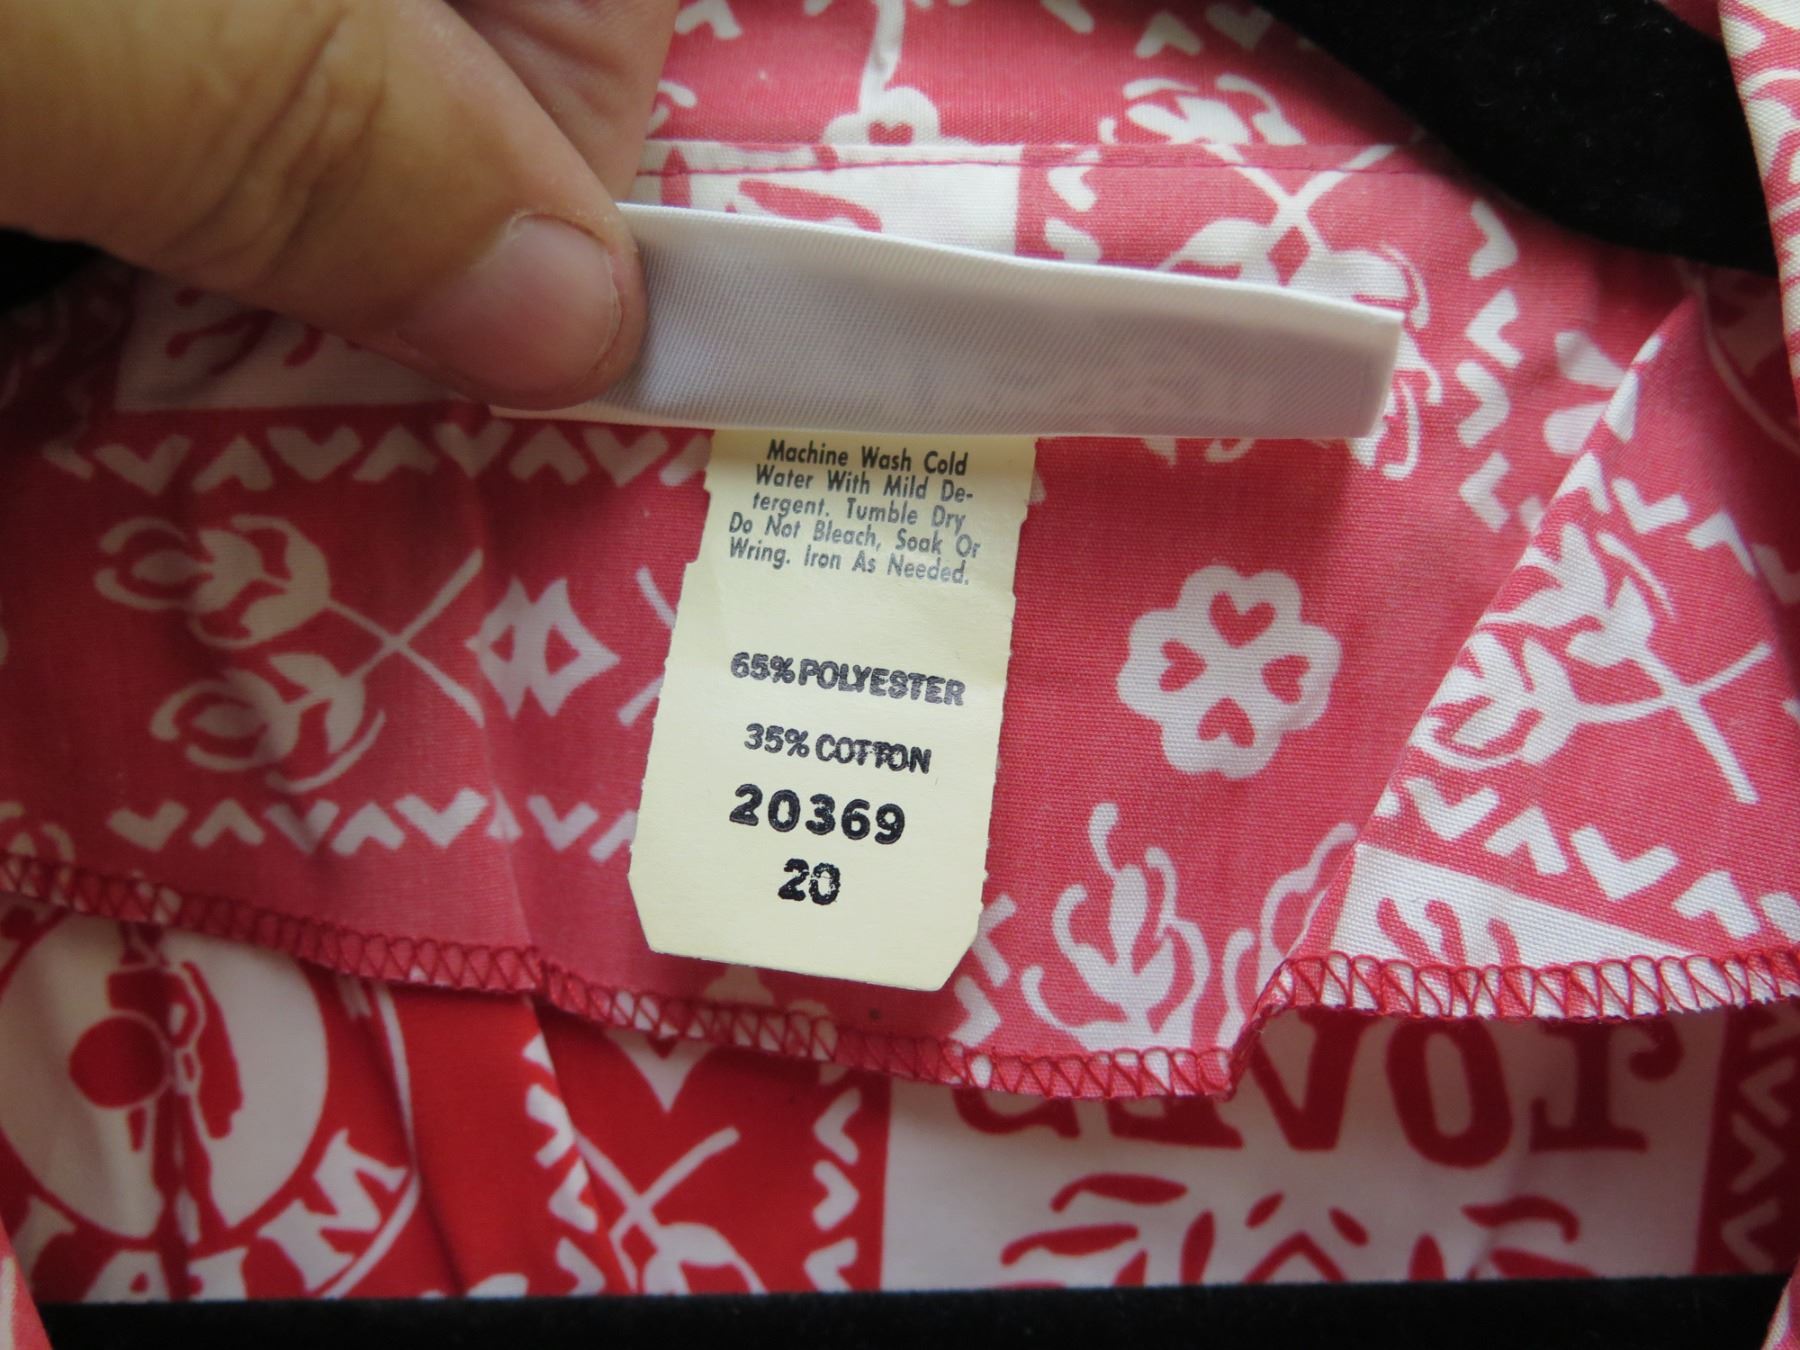 Machine Wash Cold
Water With Mild De-
tergent. Tumble Dry
Do Not Bleach, Soak Or
Wring. Iron As Needed.
65% POLYESTER
35% COTTON
20369
20